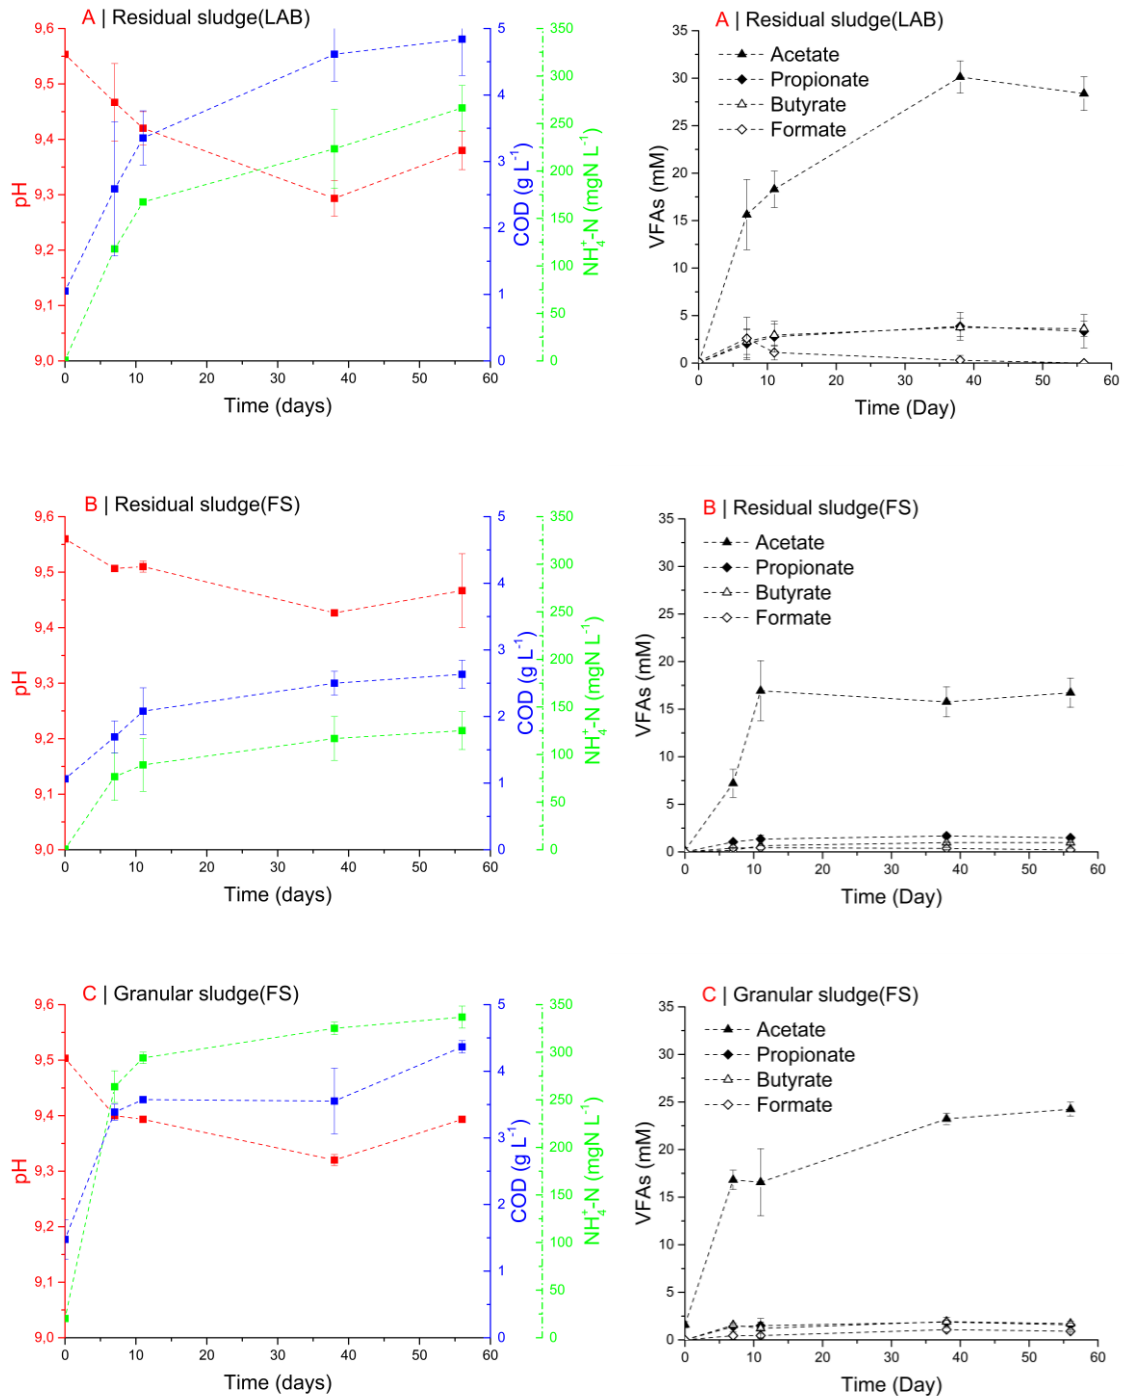 A | Residual sludge(LAB)
9,6
9,5
9,4
9,3
9,2
9,1
9,0
pH
5
4
3
2
1
0
COD (g L⁻¹)
350
300
250
200
150
100
50
0
NH₄⁺-N (mgN L⁻¹)
0 10 20 30 40 50 60
Time (days)
A | Residual sludge(LAB)
Acetate
Propionate
Butyrate
Formate
35
30
25
20
15
10
5
0
VFAs (mM)
0 10 20 30 40 50 60
Time (Day)
B | Residual sludge(FS)
9,6
9,5
9,4
9,3
9,2
9,1
9,0
pH
5
4
3
2
1
0
COD (g L⁻¹)
350
300
250
200
150
100
50
0
NH₄⁺-N (mgN L⁻¹)
0 10 20 30 40 50 60
Time (days)
B | Residual sludge(FS)
Acetate
Propionate
Butyrate
Formate
35
30
25
20
15
10
5
0
VFAs (mM)
0 10 20 30 40 50 60
Time (Day)
C | Granular sludge(FS)
9,6
9,5
9,4
9,3
9,2
9,1
9,0
pH
5
4
3
2
1
0
COD (g L⁻¹)
350
300
250
200
150
100
50
0
NH₄⁺-N (mgN L⁻¹)
0 10 20 30 40 50 60
Time (days)
C | Granular sludge(FS)
Acetate
Propionate
Butyrate
Formate
35
30
25
20
15
10
5
0
VFAs (mM)
0 10 20 30 40 50 60
Time (Day)